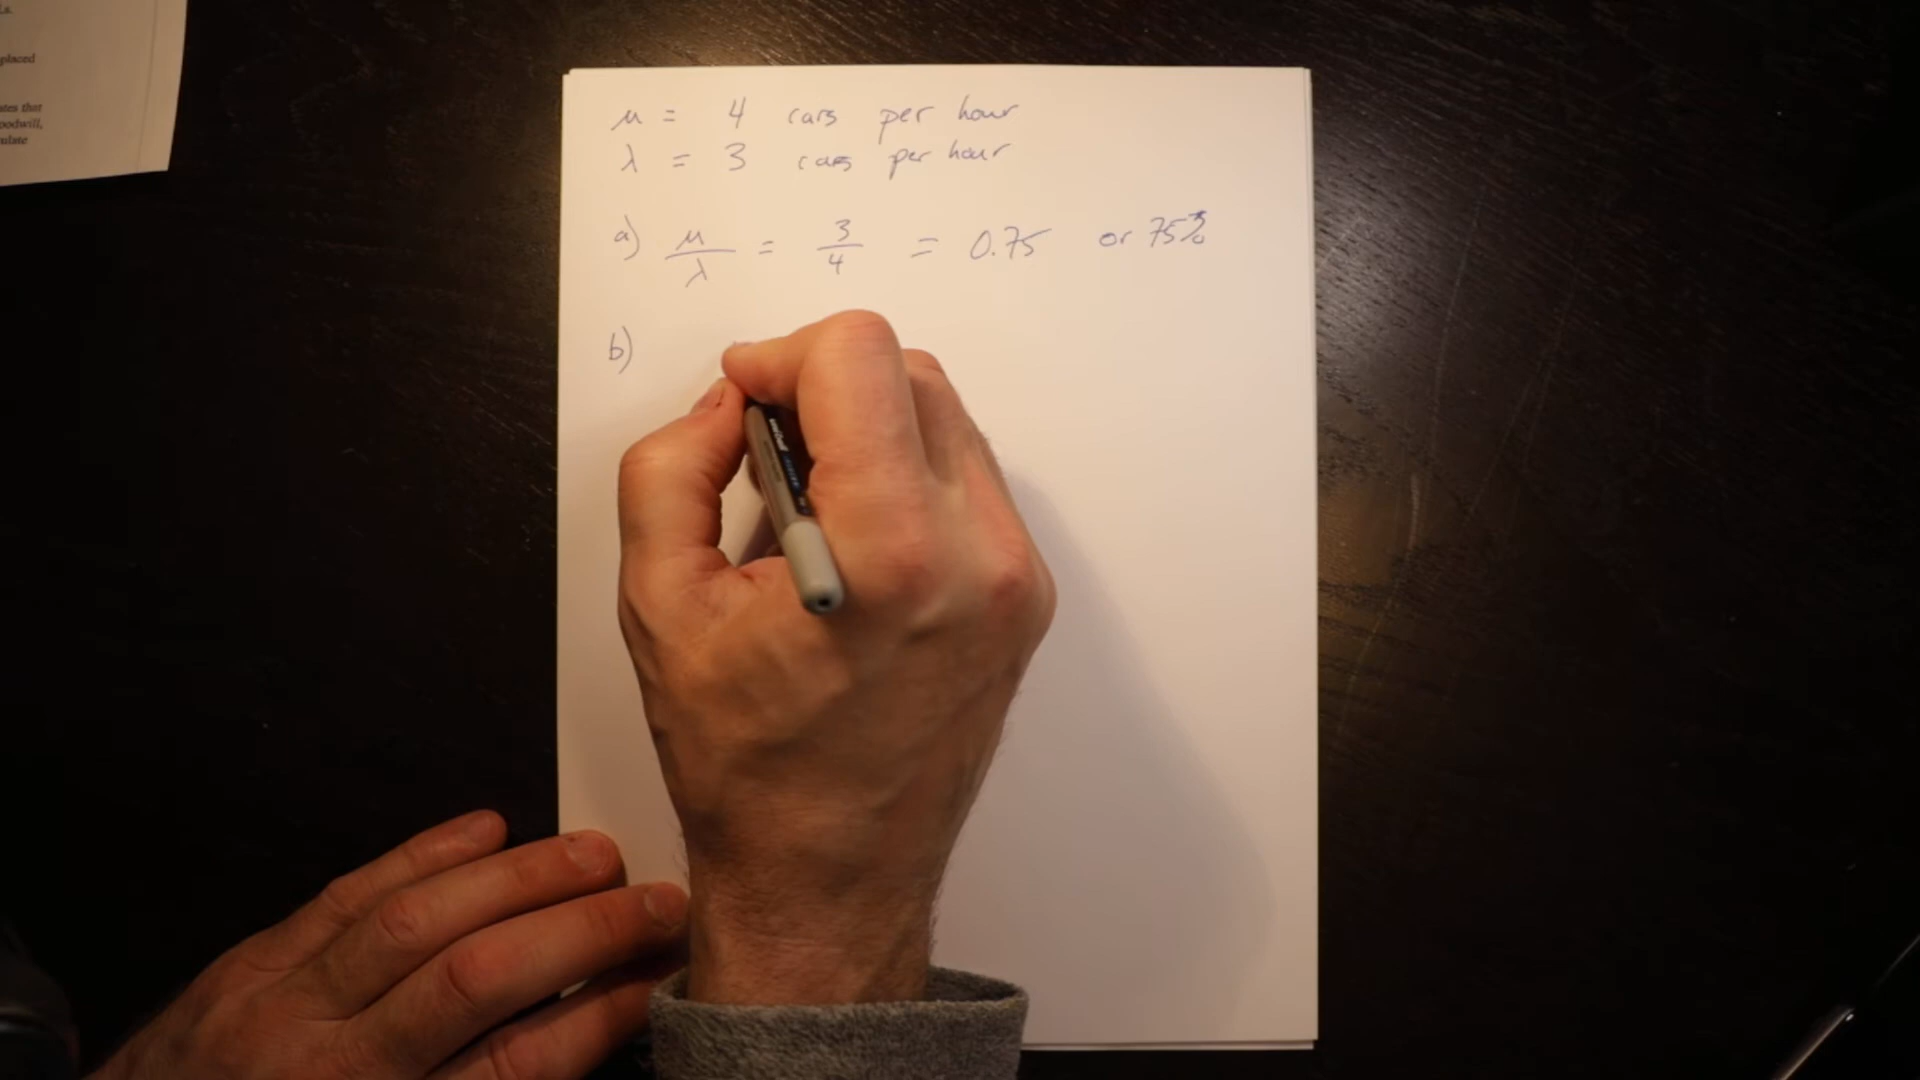 placed
ates that
oodwill,
ulate
μ = 4 cars per hour
λ = 3 cars per hour
a) μ/λ = 3/4 = 0.75 or 75%
b)